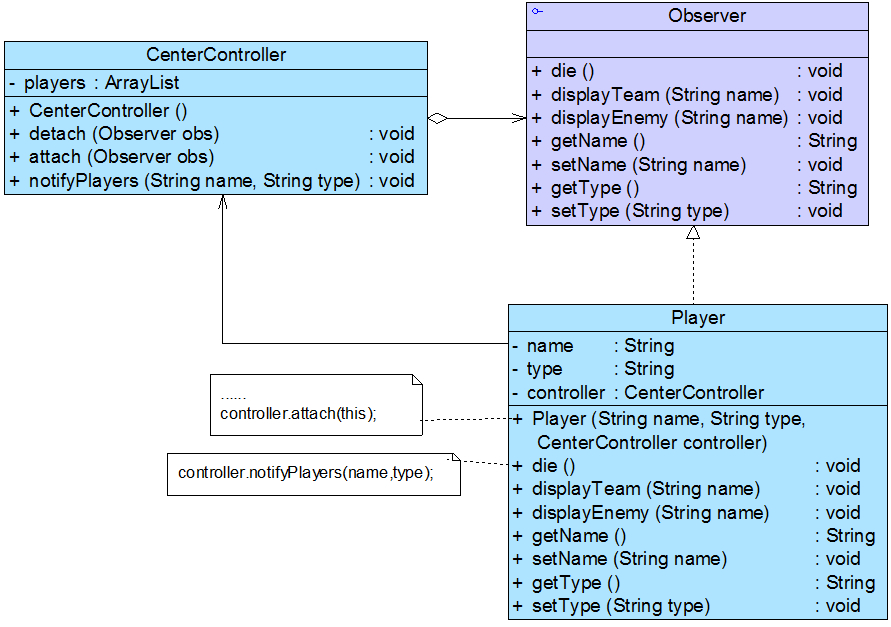 CenterController
- players : ArrayList
+ CenterController ()
+ detach (Observer obs) : void
+ attach (Observer obs) : void
+ notifyPlayers (String name, String type) : void
Observer
+ die () : void
+ displayTeam (String name) : void
+ displayEnemy (String name) : void
+ getName () : String
+ setName (String name) : void
+ getType () : String
+ setType (String type) : void
Player
- name : String
- type : String
- controller : CenterController
+ Player (String name, String type,
CenterController controller)
+ die () : void
+ displayTeam (String name) : void
+ displayEnemy (String name) : void
+ getName () : String
+ setName (String name) : void
+ getType () : String
+ setType (String type) : void
......
controller.attach(this);
controller.notifyPlayers(name,type);